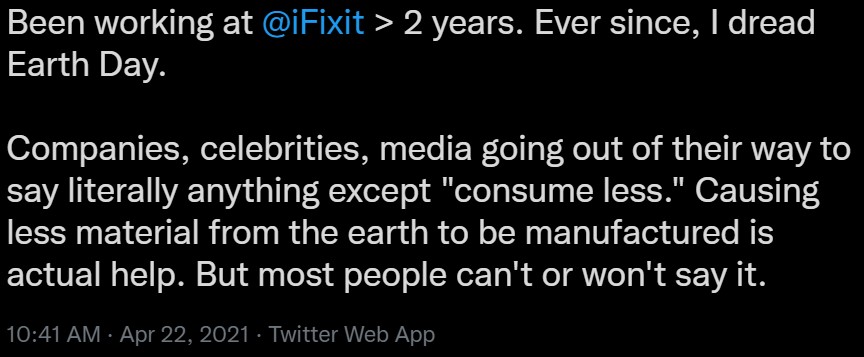 Been working at @iFixit > 2 years. Ever since, I dread
Earth Day.
Companies, celebrities, media going out of their way to
say literally anything except "consume less." Causing
less material from the earth to be manufactured is
actual help. But most people can't or won't say it.
10:41 AM · Apr 22, 2021 · Twitter Web App